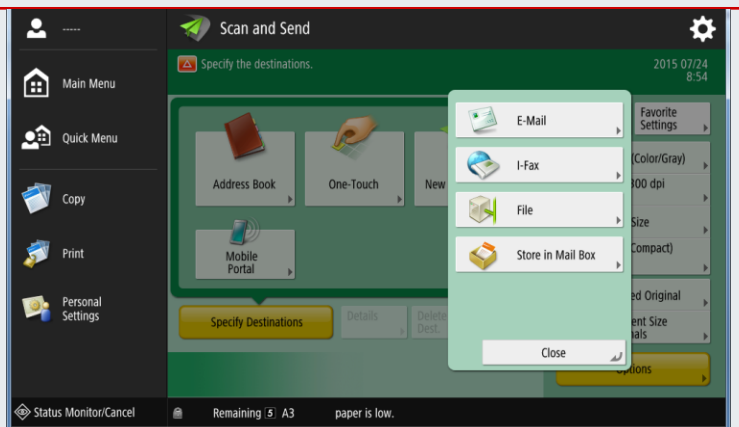 -----
Scan and Send
Main Menu
Quick Menu
Copy
Print
Personal
Settings
Status Monitor/Cancel
Specify the destinations.
2015 07/24
8:54
Address Book
One-Touch
New
Mobile
Portal
Specify Destinations
Details
Delete
Dest.
E-Mail
I-Fax
File
Store in Mail Box
Close
Favorite
Settings
(Color/Gray)
300 dpi
Size
Compact)
ed Original
ent Size
nals
Options
Remaining 5 A3 paper is low.